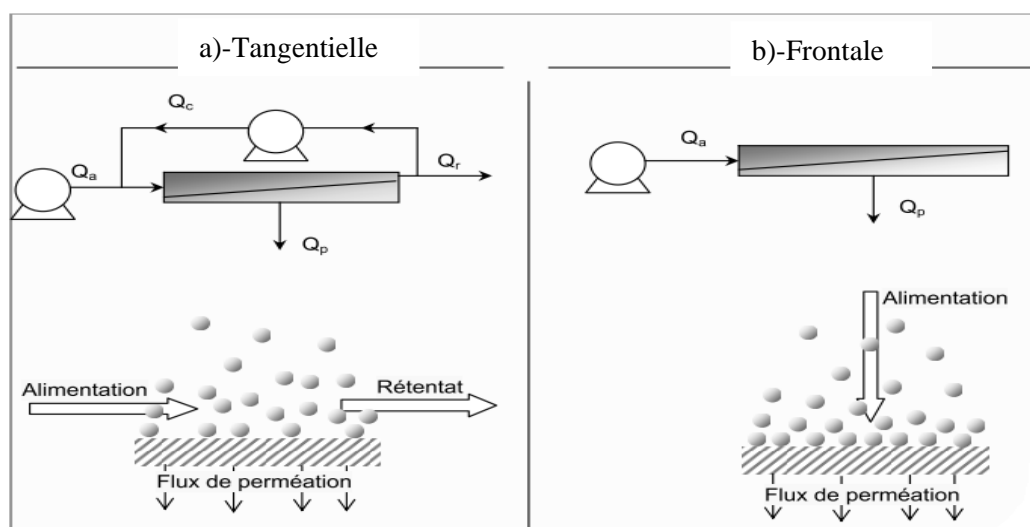 a)-Tangentielle
Qc
Qa
Qr
Qp
Alimentation
Rétentat
Flux de perméation
b)-Frontale
Qa
Qp
Alimentation
Flux de perméation